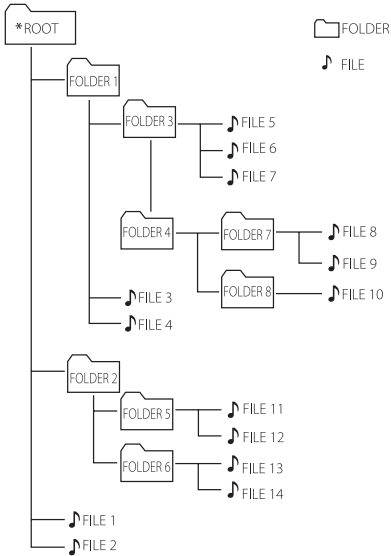 *ROOT
FOLDER
FILE
FOLDER 1
FOLDER 3
FILE 5
FILE 6
FILE 7
FOLDER 4
FOLDER 7
FILE 8
FILE 9
FOLDER 8
FILE 10
FILE 3
FILE 4
FOLDER 2
FOLDER 5
FILE 11
FILE 12
FOLDER 6
FILE 13
FILE 14
FILE 1
FILE 2